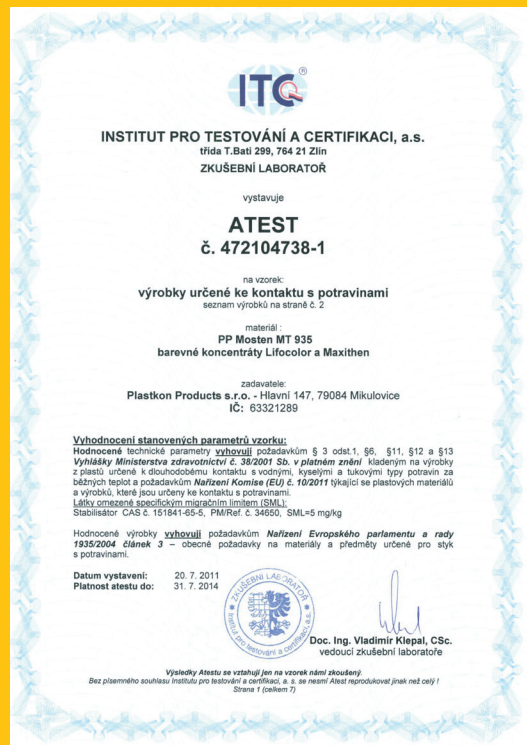 ITC®
INSTITUT PRO TESTOVÁNÍ A CERTIFIKACI, a.s.
třída T.Bati 299, 764 21 Zlín
ZKUŠEBNÍ LABORATOŘ
vystavuje
ATEST
č. 472104738-1
na vzorek:
výrobky určené ke kontaktu s potravinami
seznam výrobků na straně č. 2
materiál :
PP Mosten MT 935
barevné koncentráty Lifocolor a Maxithen
zadavatele:
Plastkon Products s.r.o. - Hlavní 147, 79084 Mikulovice
IČ: 63321289
Vyhodnocení stanovených parametrů vzorku:
Hodnocené technické parametry vyhovují požadavkům § 3 odst.1, §6, §11, §12 a §13
Vyhlášky Ministerstva zdravotnictví č. 38/2001 Sb. v platném znění kladeným na výrobky
z plastů určené k dlouhodobému kontaktu s vodnými, kyselými a tukovými typy potravin za
běžných teplot a požadavkům Nařízení Komise (EU) č. 10/2011 týkající se plastových materiálů
a výrobků, které jsou určeny ke kontaktu s potravinami.
Látky omezené specifickým migračním limitem (SML):
Stabilisátor CAS č. 151841-65-5, PM/Ref. č. 34650, SML=5 mg/kg
Hodnocené výrobky vyhovují požadavkům Nařízení Evropského parlamentu a rady
1935/2004 článek 3 – obecné požadavky na materiály a předměty určené pro styk
s potravinami.
Datum vystavení: 20. 7. 2011
Platnost atestu do: 31. 7. 2014
ZKUŠEBNÍ LABORATOŘ
Institut pro testování a certifikaci, a.s.
Doc. Ing. Vladimír Klepal, CSc.
vedoucí zkušební laboratoře
Výsledky Atestu se vztahují jen na vzorek námi zkoušený.
Bez písemného souhlasu Institutu pro testování a certifikaci, a. s. se nesmí Atest reprodukovat jinak než celý !
Strana 1 (celkem 7)